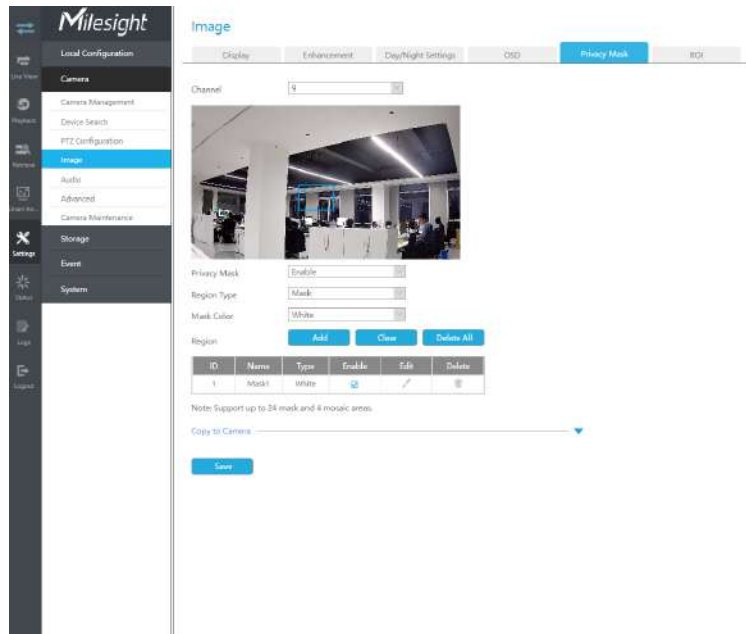 Milesight
Local Configuration
Camera
Camera Management
Device Search
PTZ Configuration
Image
Audio
Advanced
Camera Maintenance
Storage
Event
System
Live View
Playback
Retrieve
Settings
Status
Logs
Logout
Image
Display Enhancement Day/Night Settings OSD Privacy Mask ROI
Channel 9
Privacy Mask Enable
Region Type Mask
Mask Color White
Region Add Clear Delete All
ID Name Type Enable Edit Delete
1 Mask1 White
Note: Support up to 24 mask and 4 mosaic areas.
Copy to Camera
Save